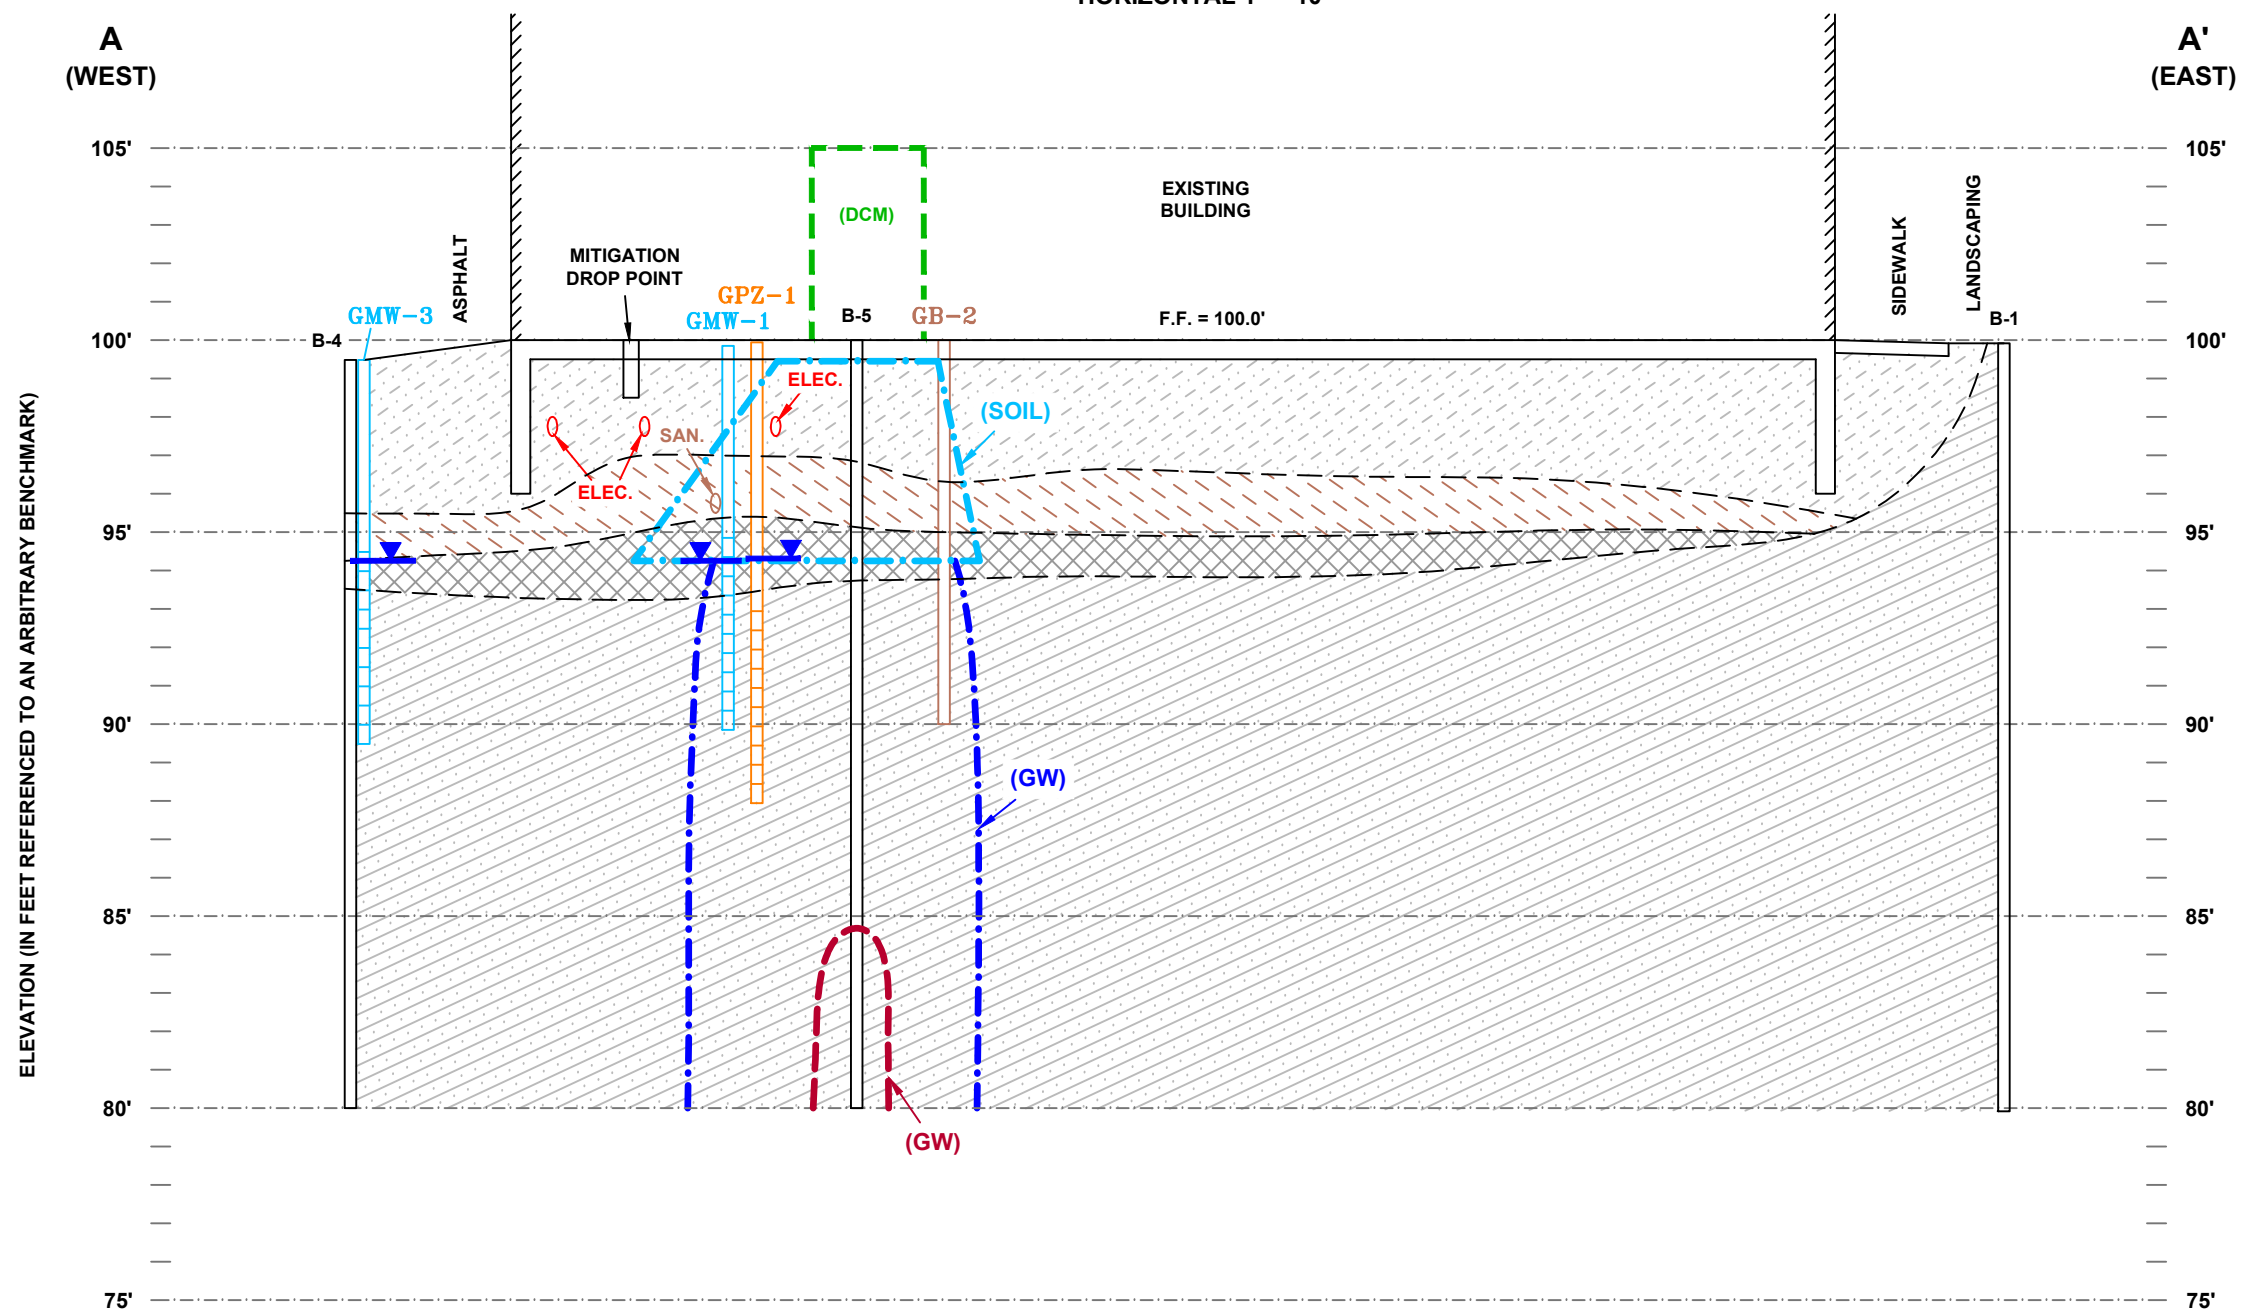 A
(WEST)
A'
(EAST)
105'
105'
EXISTING
BUILDING
(DCM)
ASPHALT
MITIGATION
DROP POINT
SIDEWALK
LANDSCAPING
GPZ-1
GMW-3
GMW-1
B-5
GB-2
F.F. = 100.0'
B-1
B-4
100'
100'
ELEC.
(SOIL)
SAN.
ELEC.
95'
95'
ELEVATION (IN FEET REFERENCED TO AN ARBITRARY BENCHMARK)
90'
90'
(GW)
85'
85'
80'
80'
(GW)
75'
75'